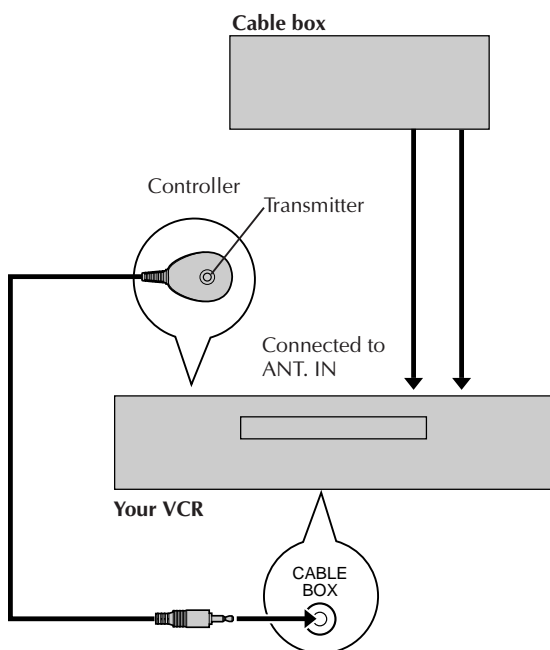 Cable box
Controller
Transmitter
Connected to
ANT. IN
Your VCR
CABLE
BOX